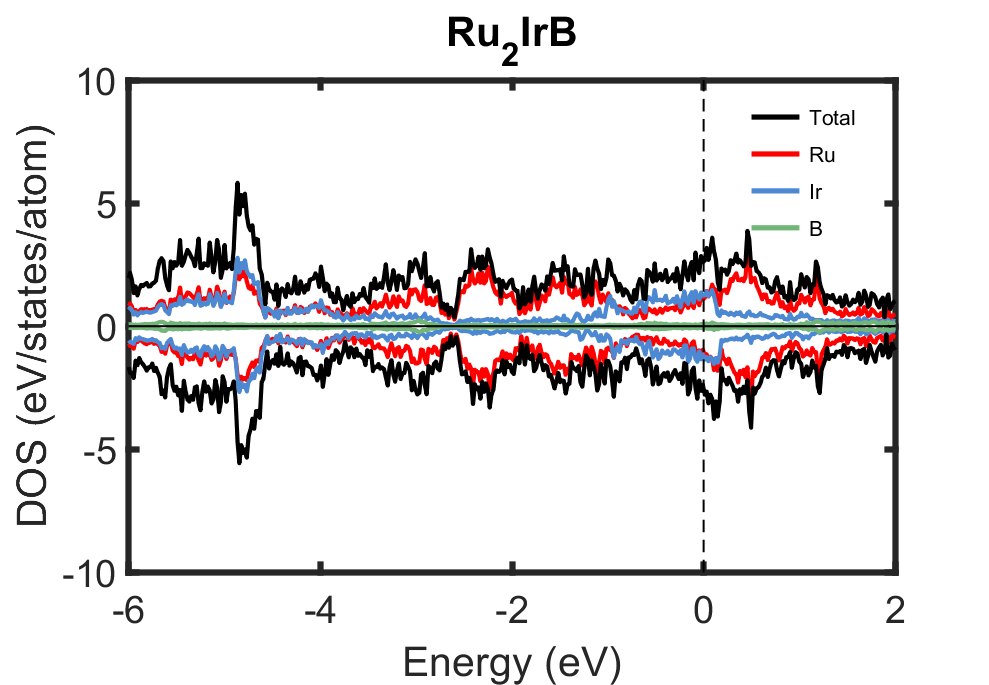 Ru2IrB
DOS (eV/states/atom)
10
5
0
-5
-10
Total
Ru
Ir
B
-6
-4
-2
0
2
Energy (eV)